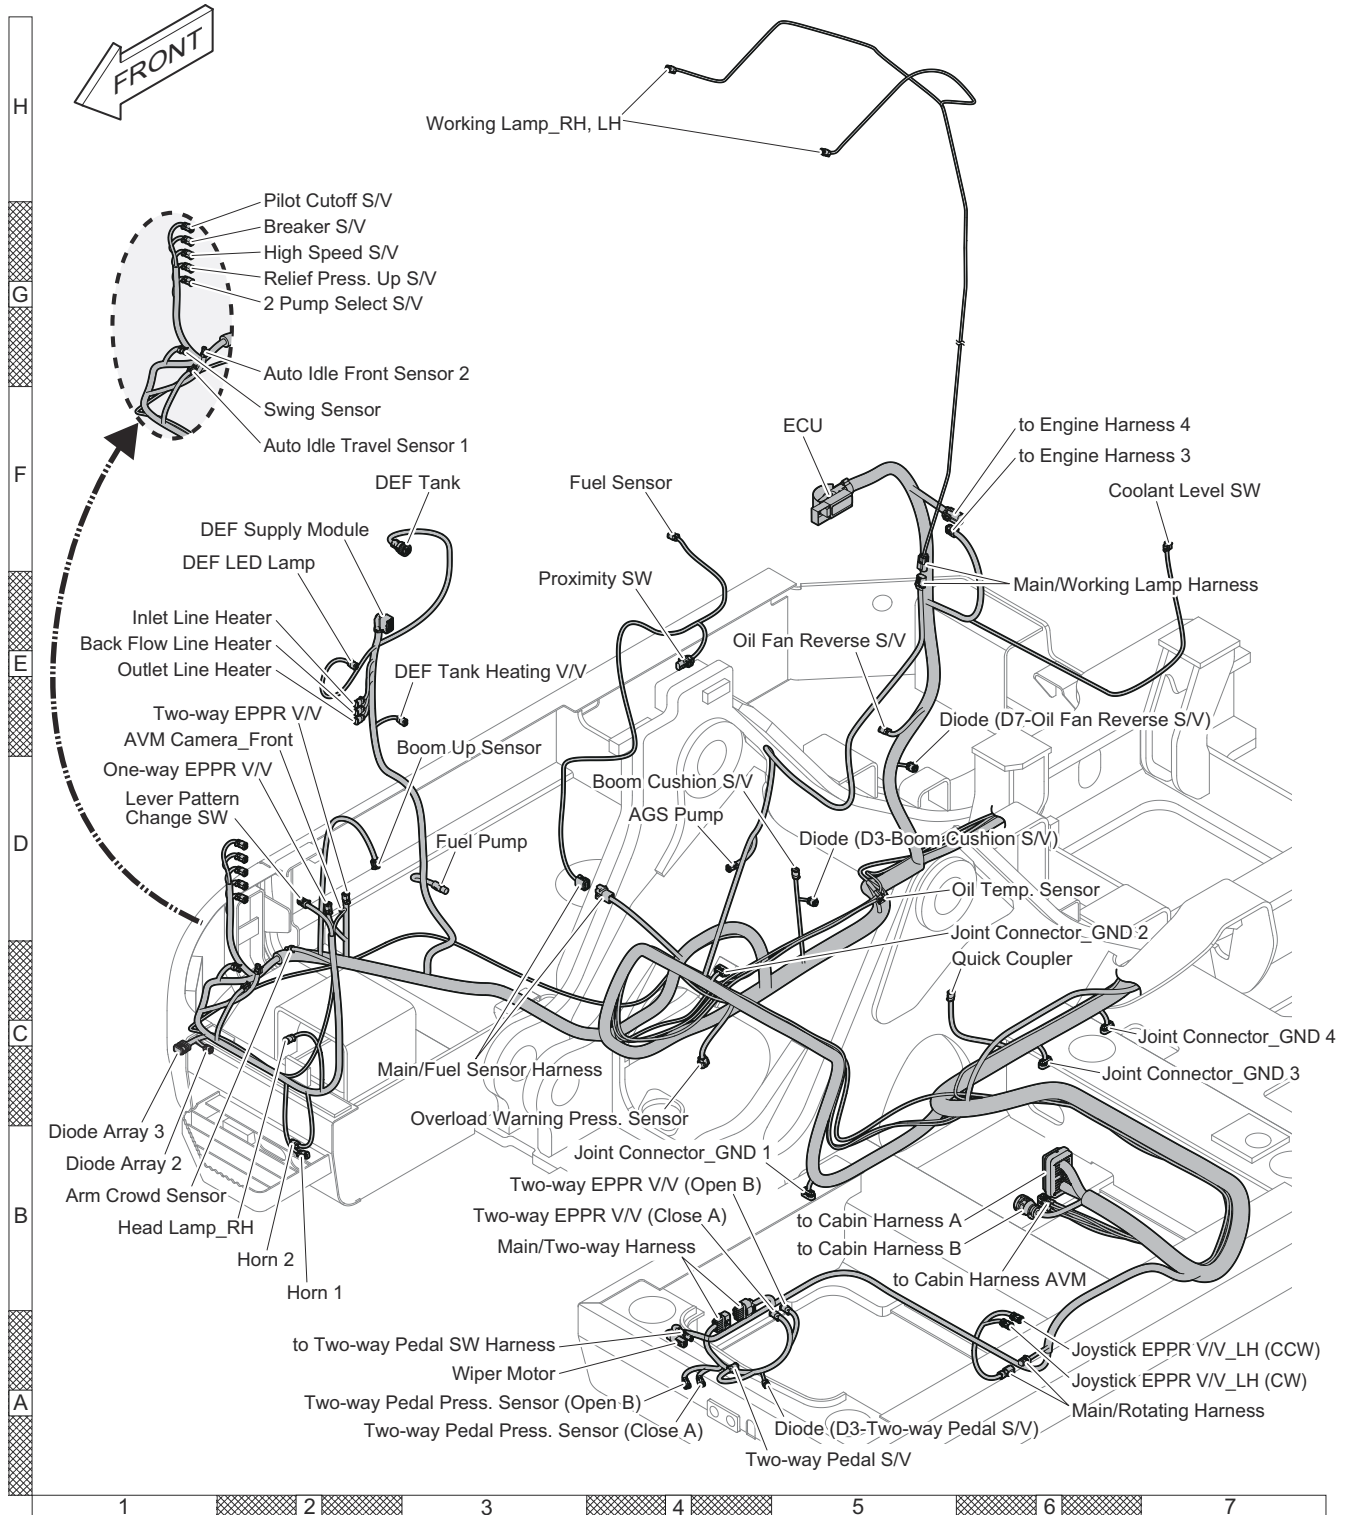 FRONT
H
Working Lamp_RH, LH
Pilot Cutoff S/V
Breaker S/V
High Speed S/V
Relief Press. Up S/V
G
2 Pump Select S/V
Auto Idle Front Sensor 2
Swing Sensor
Auto Idle Travel Sensor 1
ECU
to Engine Harness 4
to Engine Harness 3
F
DEF Tank
Fuel Sensor
Coolant Level SW
DEF Supply Module
DEF LED Lamp
Proximity SW
Main/Working Lamp Harness
Inlet Line Heater
Back Flow Line Heater
Outlet Line Heater
E
Oil Fan Reverse S/V
DEF Tank Heating V/V
Two-way EPPR V/V
Diode (D7-Oil Fan Reverse S/V)
AVM Camera_Front
Boom Up Sensor
One-way EPPR V/V
Boom Cushion S/V
Lever Pattern
Change SW
AGS Pump
D
Fuel Pump
Diode (D3-Boom Cushion S/V)
Oil Temp. Sensor
Joint Connector_GND 2
Quick Coupler
C
Joint Connector_GND 4
Main/Fuel Sensor Harness
Joint Connector_GND 3
Overload Warning Press. Sensor
Diode Array 3
Diode Array 2
Joint Connector_GND 1
Arm Crowd Sensor
Two-way EPPR V/V (Open B)
B
Head Lamp_RH
Two-way EPPR V/V (Close A)
to Cabin Harness A
Main/Two-way Harness
to Cabin Harness B
Horn 2
to Cabin Harness AVM
Horn 1
to Two-way Pedal SW Harness
Joystick EPPR V/V_LH (CCW)
Wiper Motor
Joystick EPPR V/V_LH (CW)
A
Two-way Pedal Press. Sensor (Open B)
Main/Rotating Harness
Two-way Pedal Press. Sensor (Close A)
Diode (D3-Two-way Pedal S/V)
Two-way Pedal S/V
1 2 3 4 5 6 7